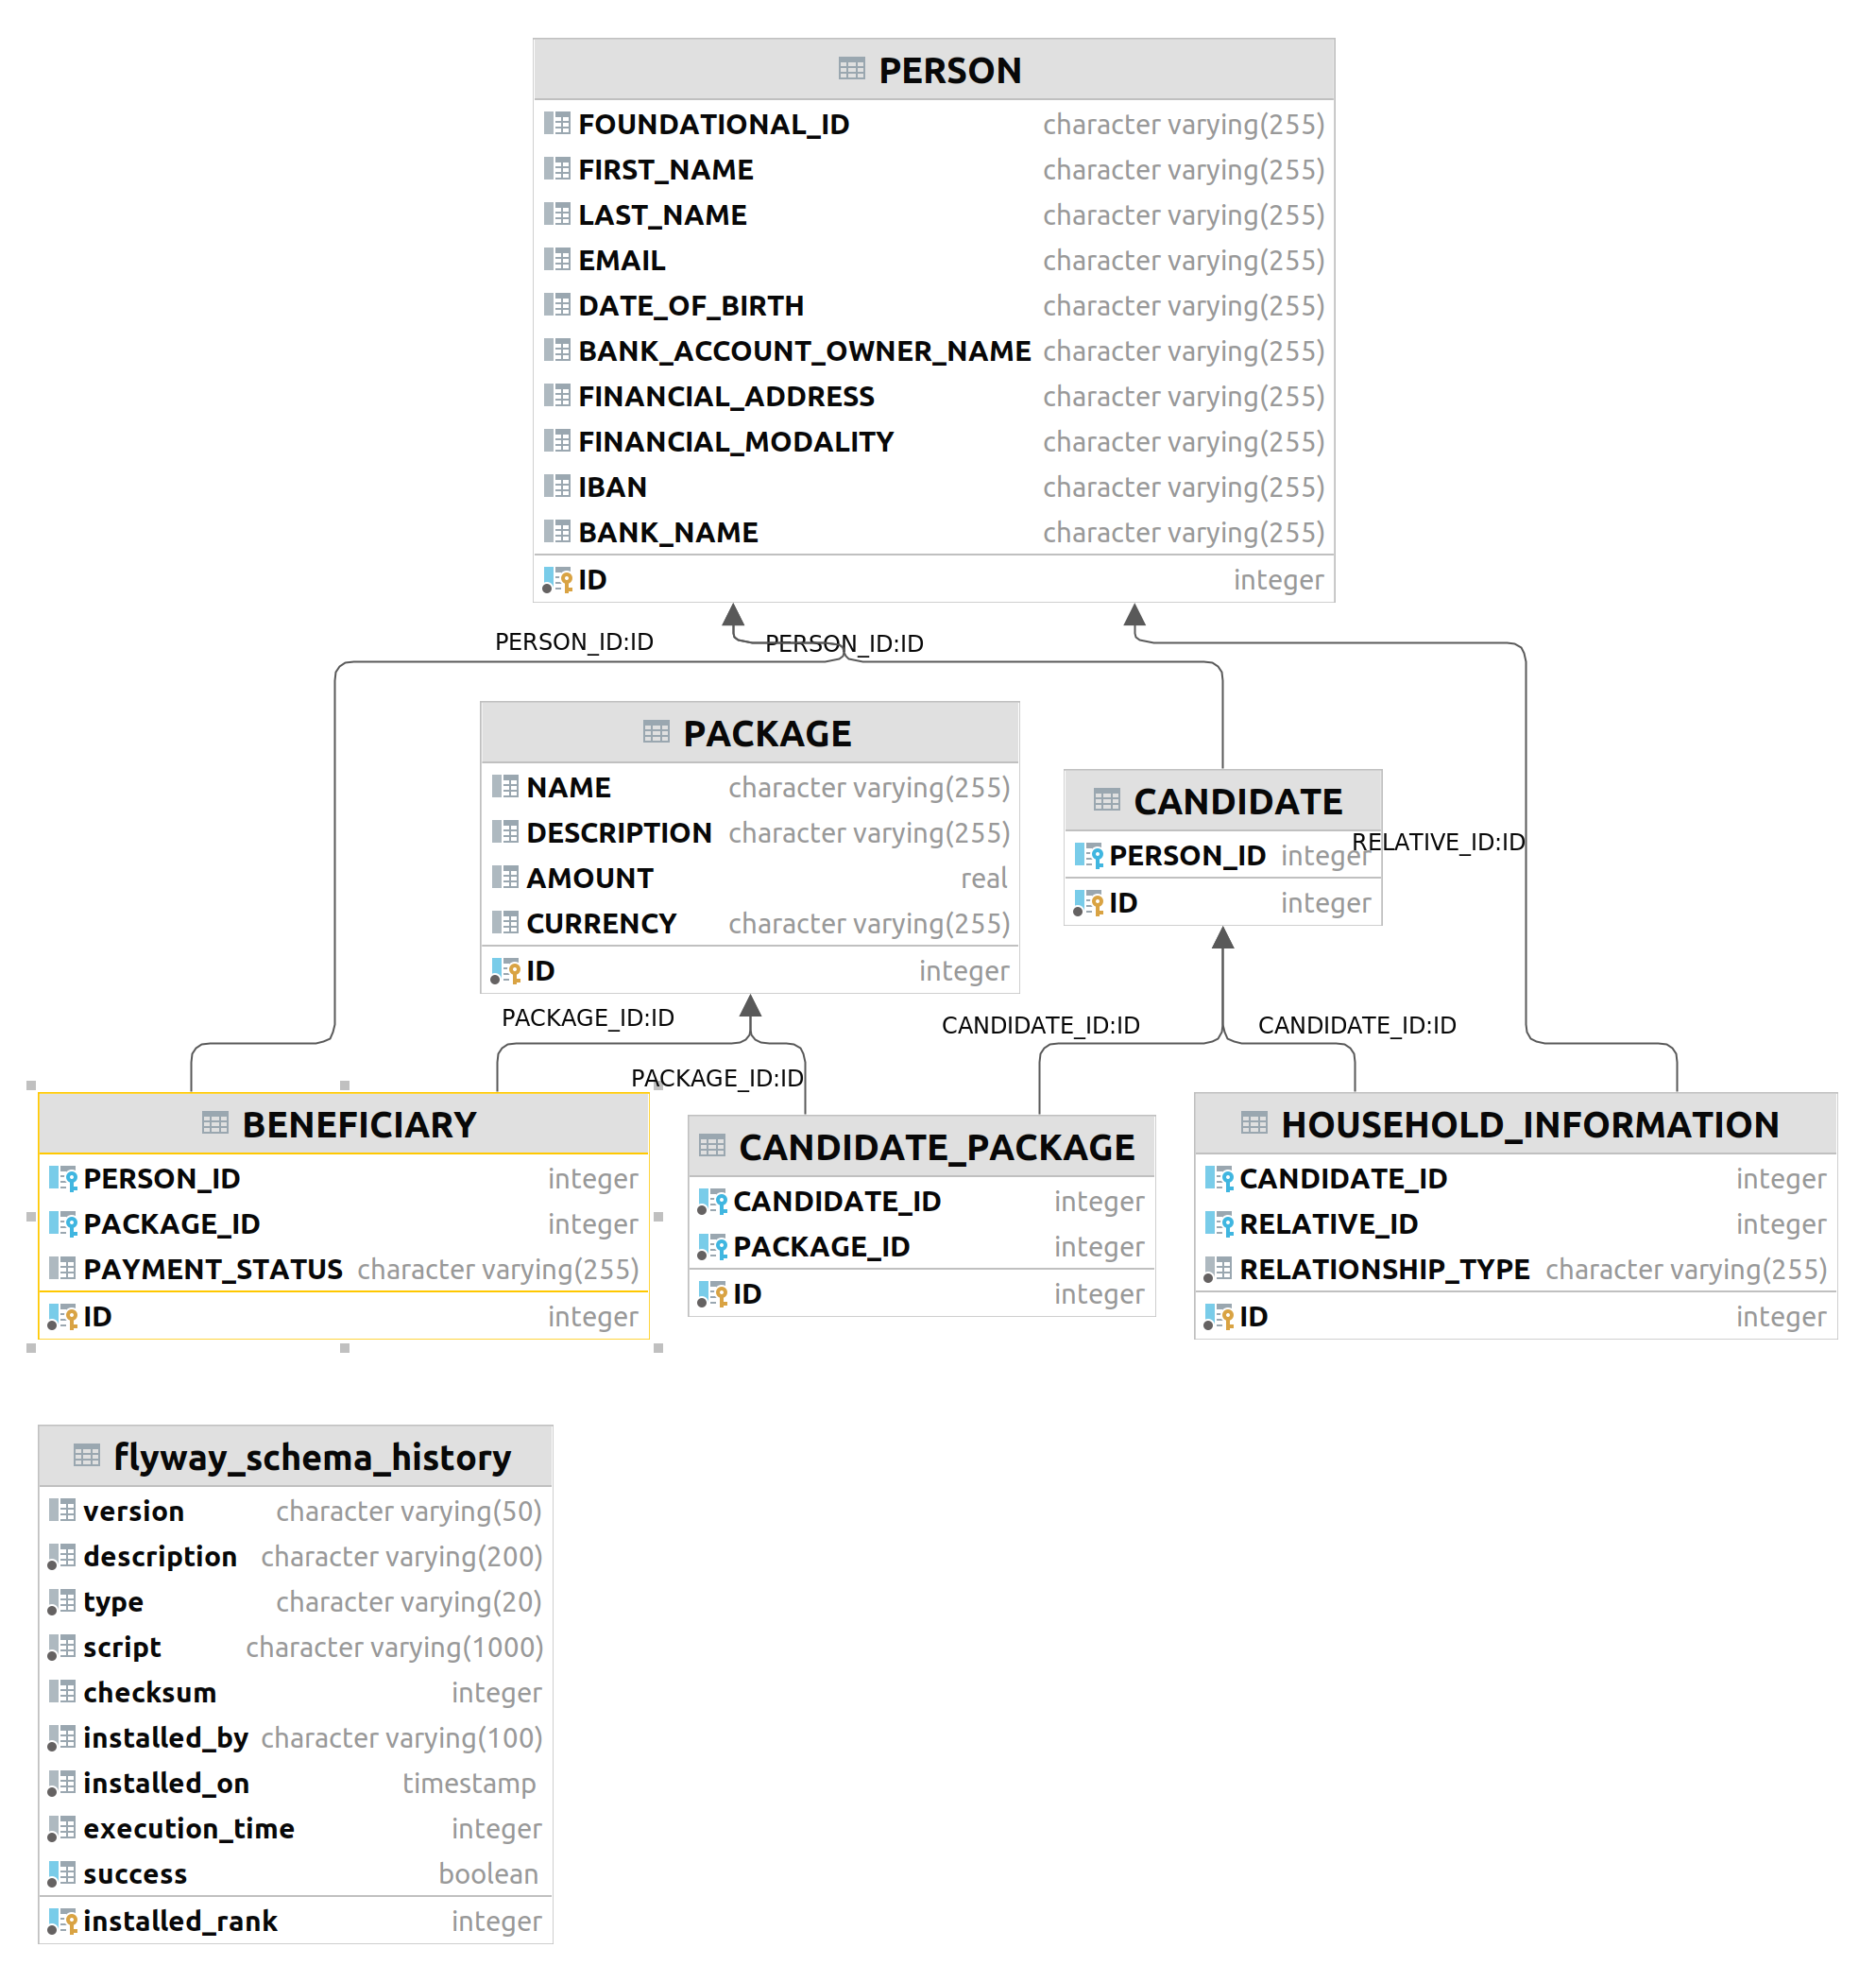 PERSON
FOUNDATIONAL_ID character varying(255)
FIRST_NAME character varying(255)
LAST_NAME character varying(255)
EMAIL character varying(255)
DATE_OF_BIRTH character varying(255)
BANK_ACCOUNT_OWNER_NAME character varying(255)
FINANCIAL_ADDRESS character varying(255)
FINANCIAL_MODALITY character varying(255)
IBAN character varying(255)
BANK_NAME character varying(255)
ID integer
PERSON_ID:ID
PERSON_ID:ID
PACKAGE
NAME character varying(255)
DESCRIPTION character varying(255)
AMOUNT real
CURRENCY character varying(255)
ID integer
CANDIDATE
PERSON_ID integer
ID integer
RELATIVE_ID:ID
PACKAGE_ID:ID
CANDIDATE_ID:ID
CANDIDATE_ID:ID
PACKAGE_ID:ID
BENEFICIARY
PERSON_ID integer
PACKAGE_ID integer
PAYMENT_STATUS character varying(255)
ID integer
CANDIDATE_PACKAGE
CANDIDATE_ID integer
PACKAGE_ID integer
ID integer
HOUSEHOLD_INFORMATION
CANDIDATE_ID integer
RELATIVE_ID integer
RELATIONSHIP_TYPE character varying(255)
ID integer
flyway_schema_history
version character varying(50)
description character varying(200)
type character varying(20)
script character varying(1000)
checksum integer
installed_by character varying(100)
installed_on timestamp
execution_time integer
success boolean
installed_rank integer